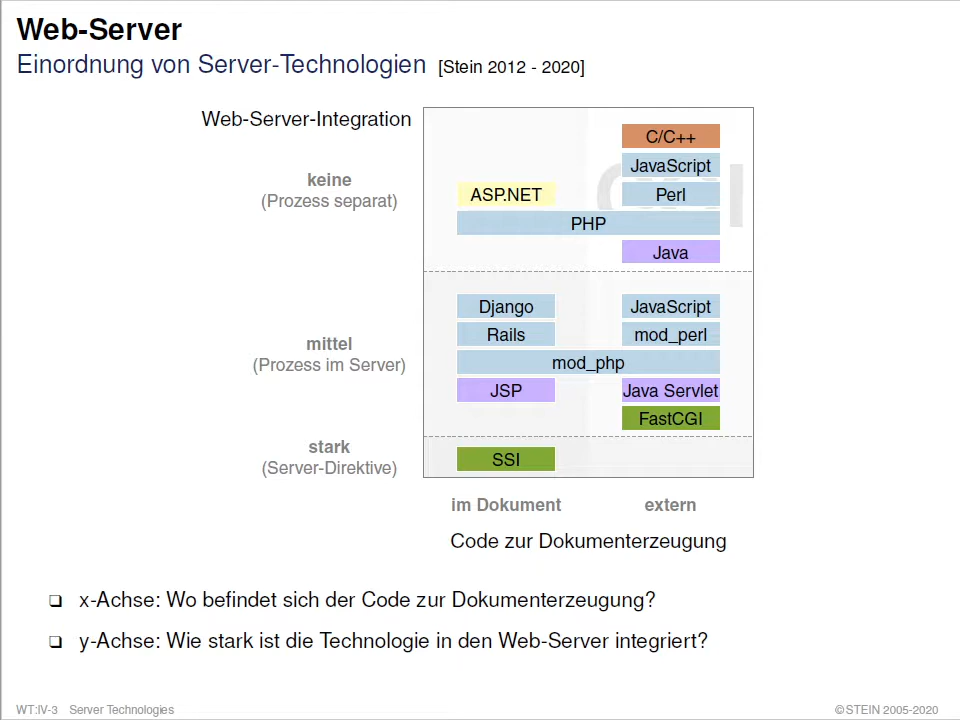 Web-Server
Einordnung von Server-Technologien [Stein 2012 - 2020]
Web-Server-Integration
keine
(Prozess separat)
C/C++
JavaScript
ASP.NET
Perl
PHP
Java
mittel
(Prozess im Server)
Django
JavaScript
Rails
mod_perl
mod_php
JSP
Java Servlet
FastCGI
stark
(Server-Direktive)
SSI
im Dokument
extern
Code zur Dokumenterzeugung
❑ x-Achse: Wo befindet sich der Code zur Dokumenterzeugung?
❑ y-Achse: Wie stark ist die Technologie in den Web-Server integriert?
WT:IV-3 Server Technologies
©STEIN 2005-2020